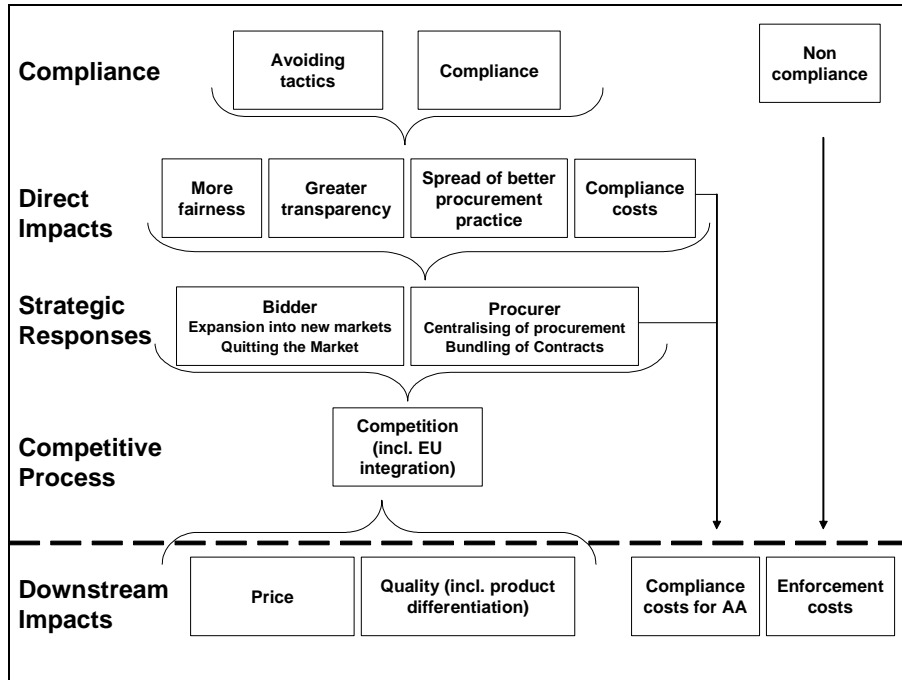 Compliance
Avoiding
tactics
Compliance
Non
compliance
Direct
Impacts
More
fairness
Greater
transparency
Spread of better
procurement
practice
Compliance
costs
Strategic
Responses
Bidder
Expansion into new markets
Quitting the Market
Procurer
Centralising of procurement
Bundling of Contracts
Competitive
Process
Competition
(incl. EU
integration)
Downstream
Impacts
Price
Quality (incl. product
differentiation)
Compliance
costs for AA
Enforcement
costs